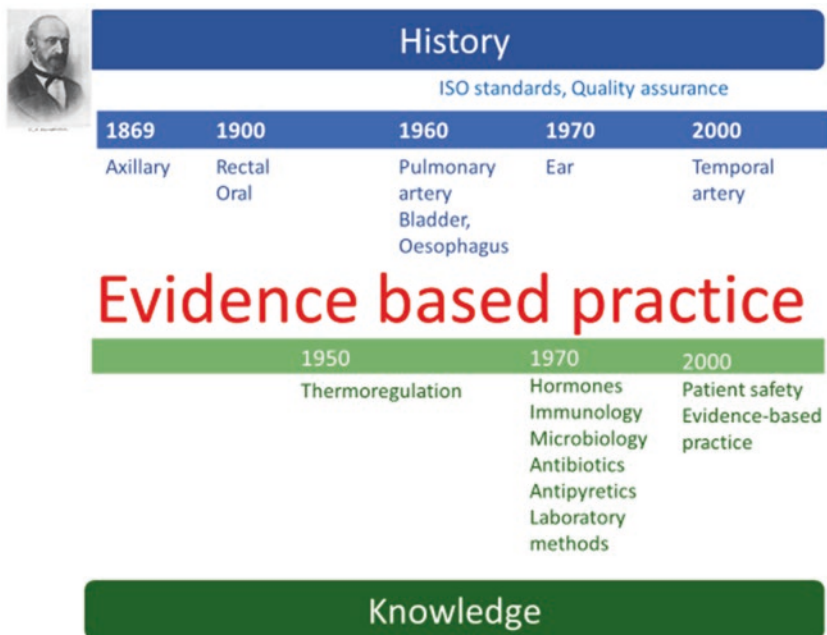 History
ISO standards, Quality assurance
1869 1900 1960 1970 2000
Axillary Rectal Pulmonary Ear Temporal
Oral artery artery
Bladder,
Oesophagus
Evidence based practice
1950 1970 2000
Thermoregulation Hormones Patient safety
Immunology Evidence-based
Microbiology practice
Antibiotics
Antipyretics
Laboratory
methods
Knowledge